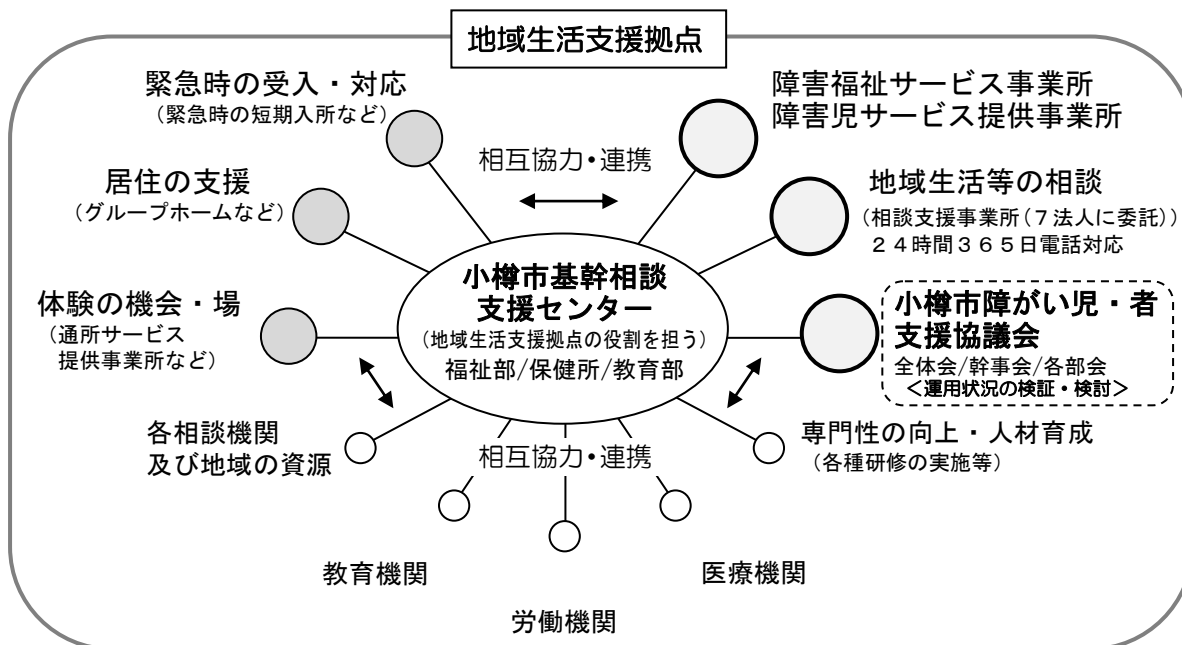 地域生活支援拠点
緊急時の受入・対応
（緊急時の短期入所など）
障害福祉サービス事業所
障害児サービス提供事業所
相互協力・連携
居住の支援
（グループホームなど）
地域生活等の相談
（相談支援事業所（７法人に委託））
２４時間３６５日電話対応
小樽市基幹相談
支援センター
（地域生活支援拠点の役割を担う）
福祉部/保健所/教育部
体験の機会・場
（通所サービス
提供事業所など）
小樽市障がい児・者
支援協議会
全体会/幹事会/各部会
＜運用状況の検証・検討＞
各相談機関
及び地域の資源
相互協力・連携
専門性の向上・人材育成
（各種研修の実施等）
教育機関
医療機関
労働機関